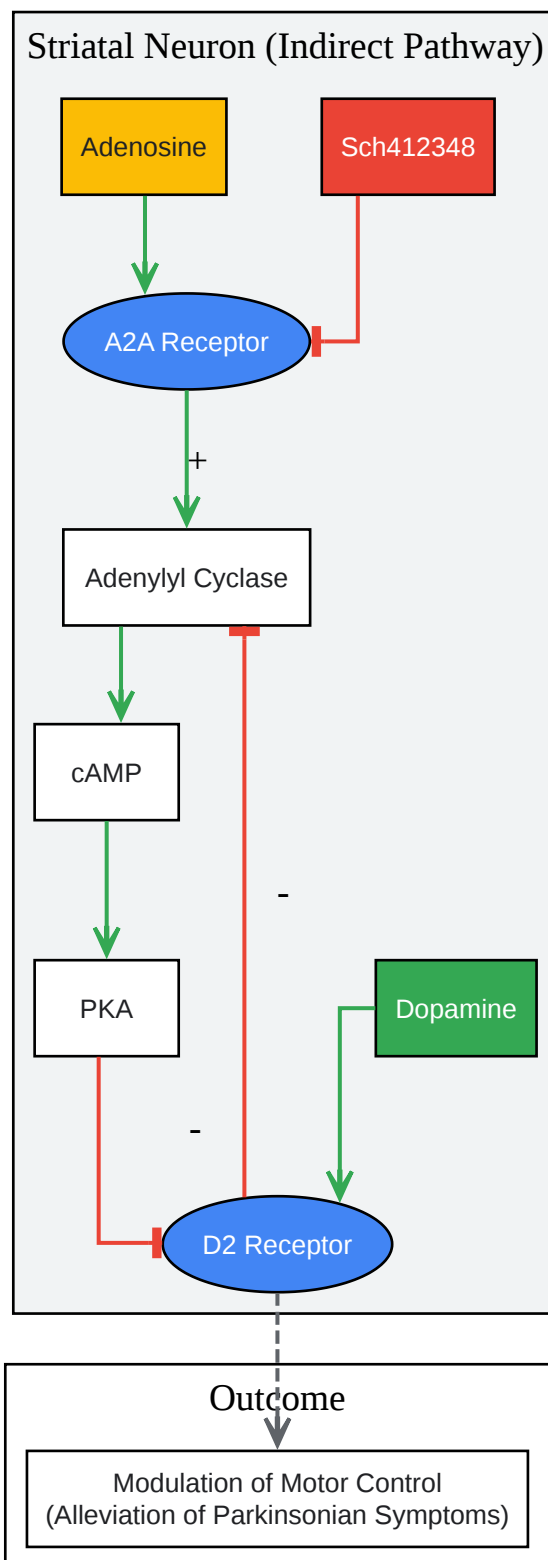 Striatal Neuron (Indirect Pathway)
Adenosine
Sch412348
A2A Receptor
+
Adenylyl Cyclase
cAMP
-
PKA
Dopamine
-
D2 Receptor
Outcome
Modulation of Motor Control
(Alleviation of Parkinsonian Symptoms)